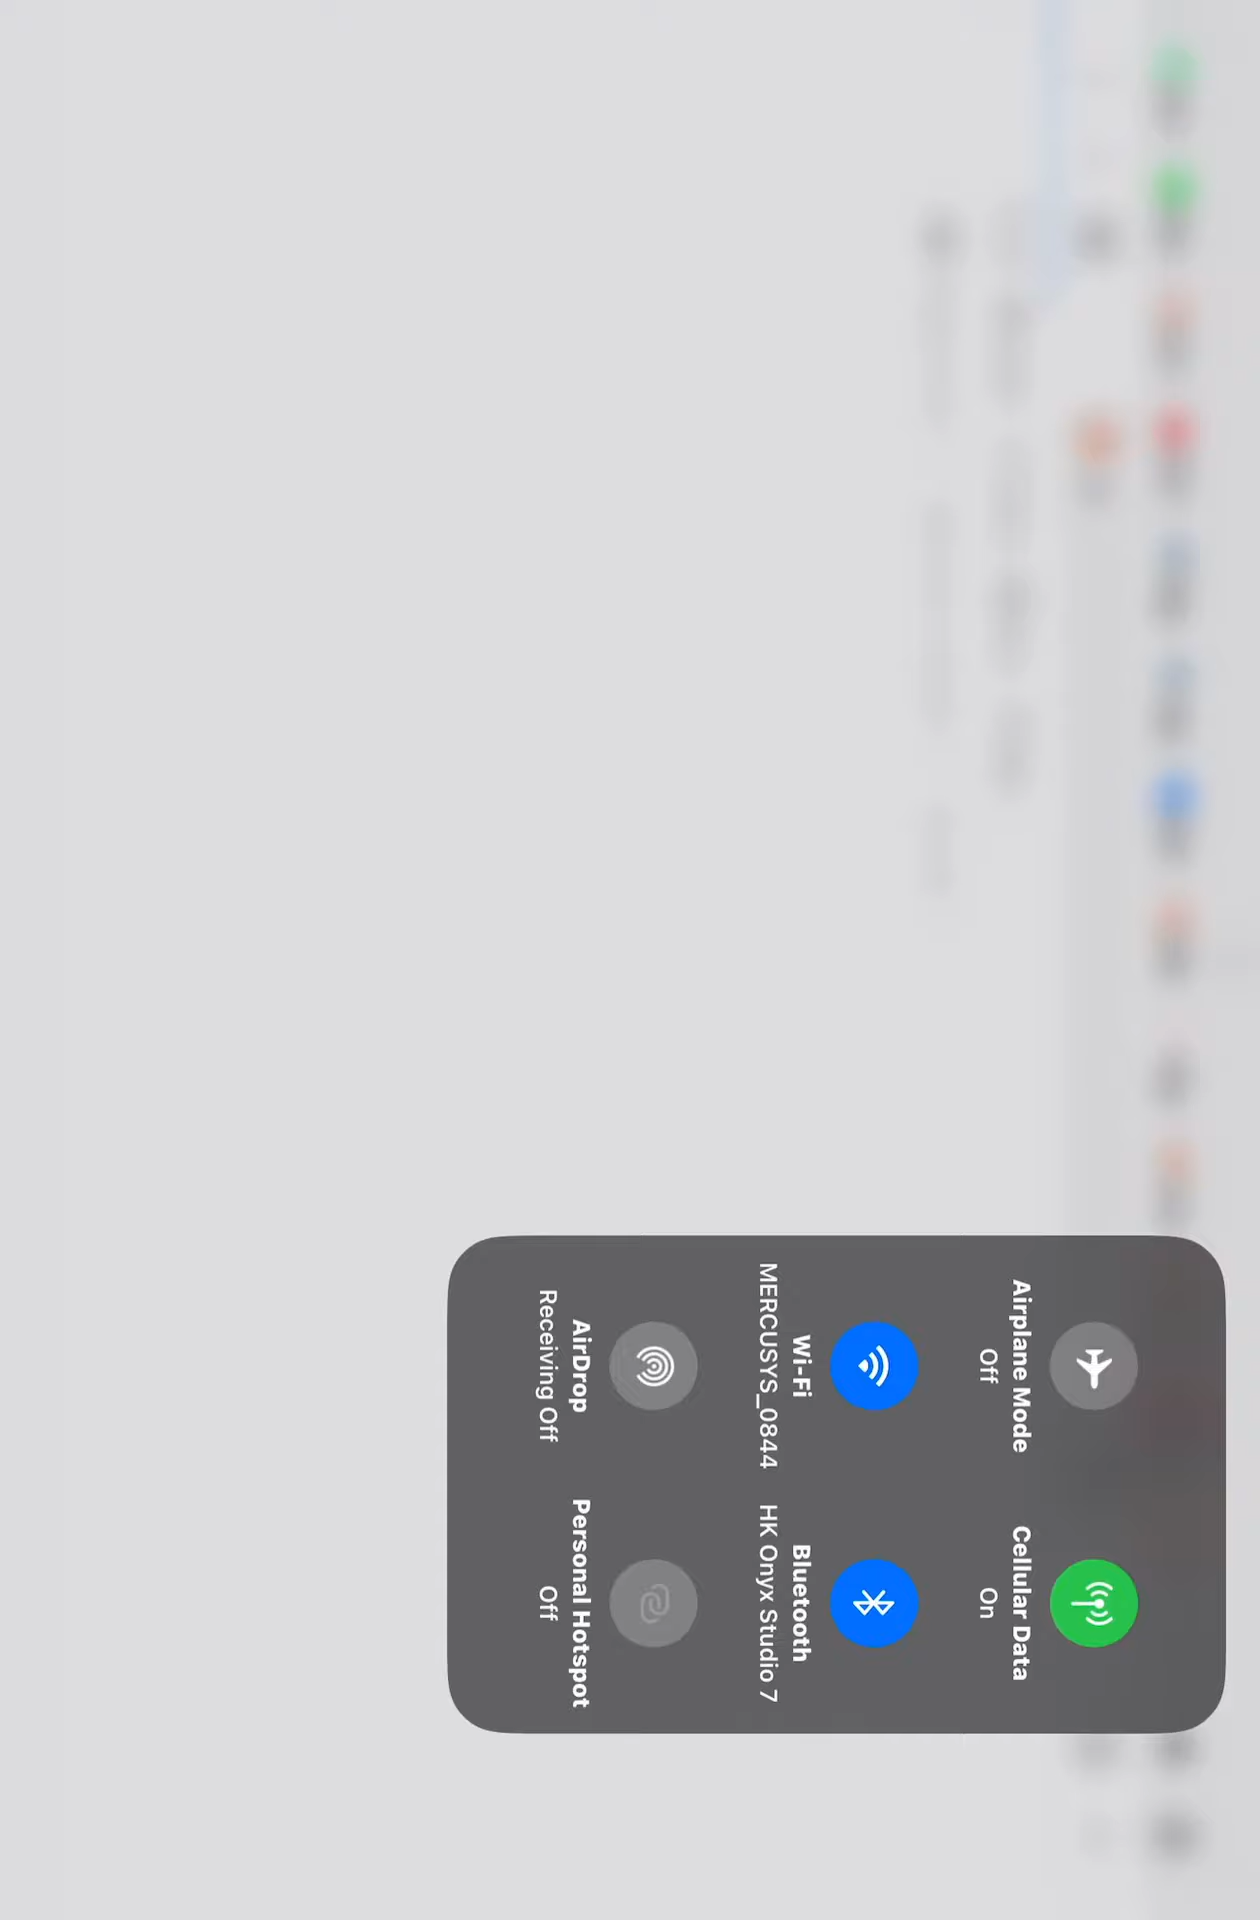 Airplane Mode
Off
Cellular Data
On
Wi-Fi
MERCUSYS_0844
Bluetooth
HK Onyx Studio 7
AirDrop
Receiving Off
Personal Hotspot
Off